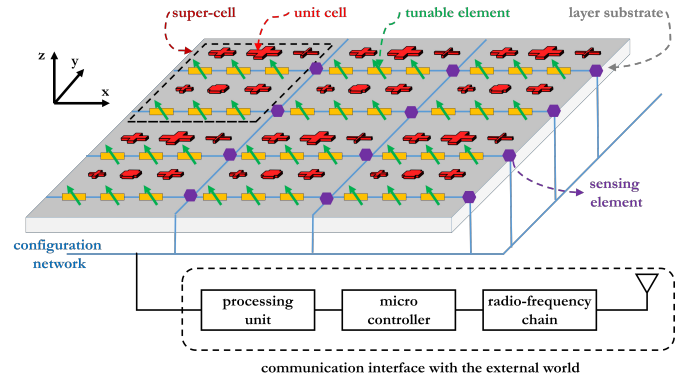 super-cell
unit cell
tunable element
layer substrate
z
y
x
sensing
element
configuration
network
processing
unit
micro
controller
radio-frequency
chain
communication interface with the external world